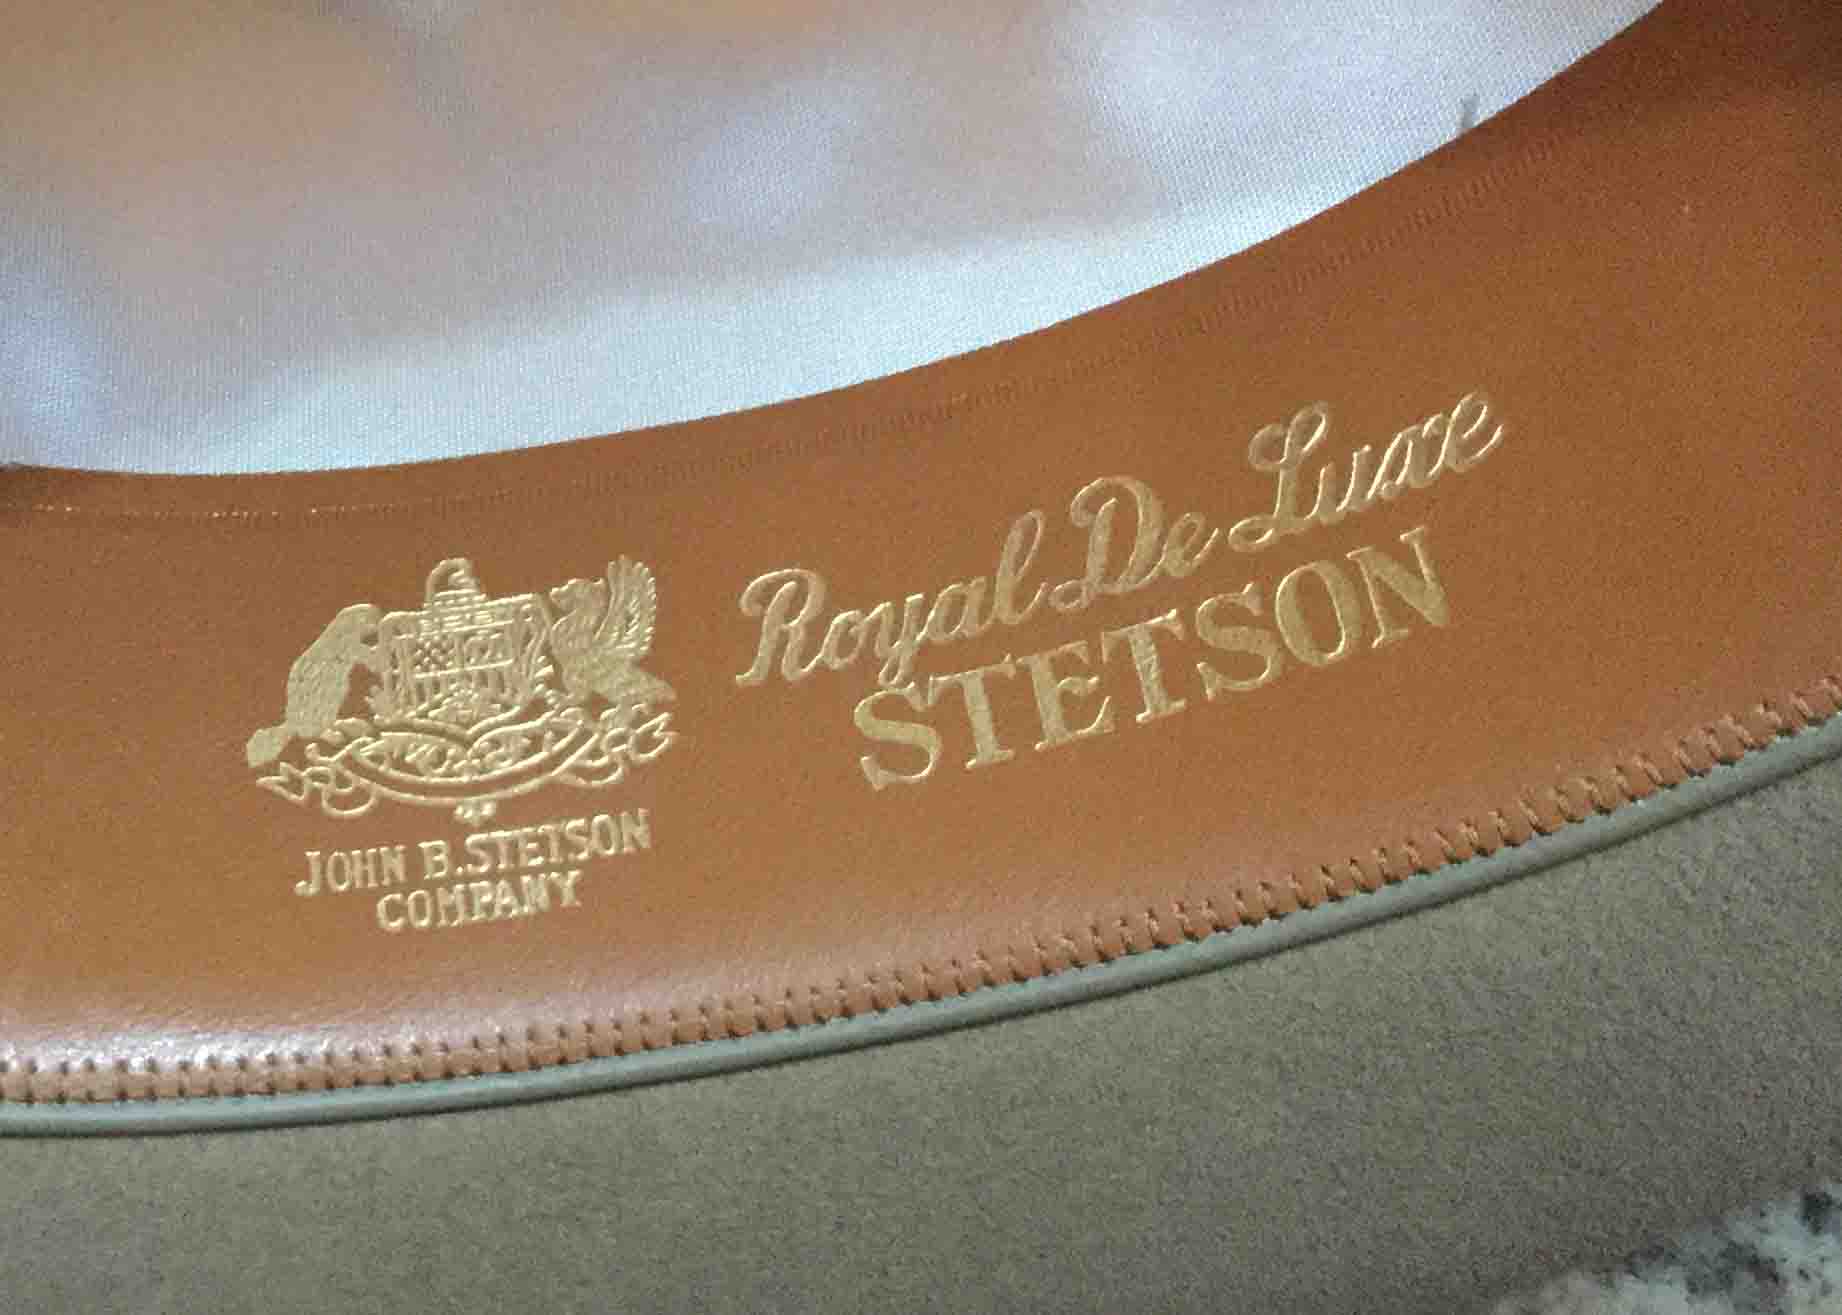 Royal De Luxe
STETSON
JOHN B. STETSON
COMPANY